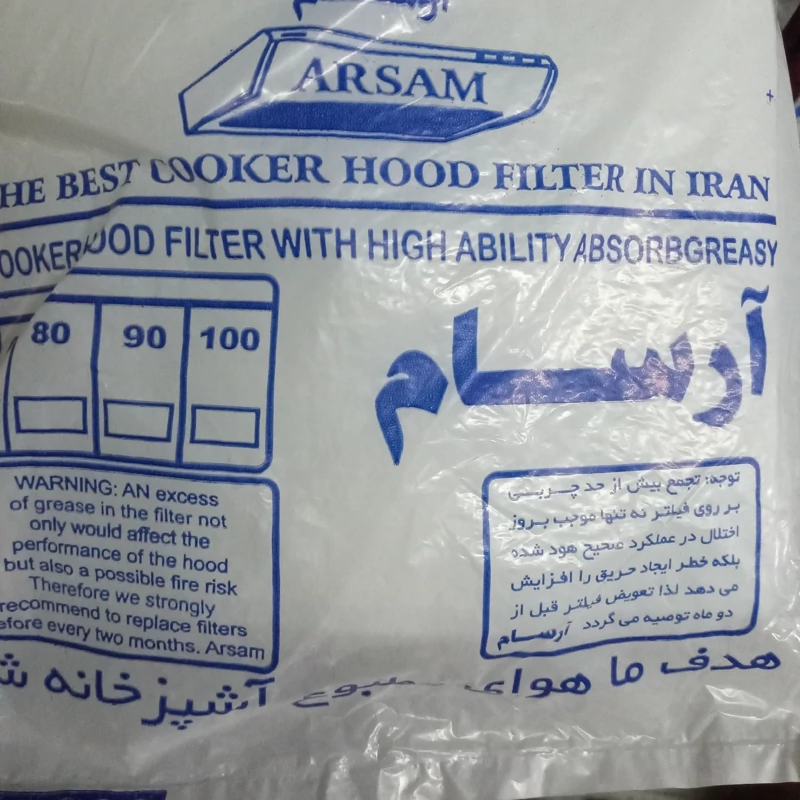 ARSAM
HE BEST COOKER HOOD FILTER IN IRAN
OOKER HOOD FILTER WITH HIGH ABILITY ABSORBGREASY
80 90 100
آرسام
WARNING: AN excess
of grease in the filter not
only would affect the
performance of the hood
but also a possible fire risk
Therefore we strongly
recommend to replace filters
efore every two months. Arsam
توجه: تجمع بیش از حد چربی
بر روی فیلتر نه تنها موجب بروز
اختلال در عملکرد صحیح هود شده
بلکه خطر ایجاد حریق را افزایش
می دهد لذا تعویض فیلتر قبل از
دو ماه توصیه می گردد آرسام
هدف ما هوای مطبوع آشپزخانه